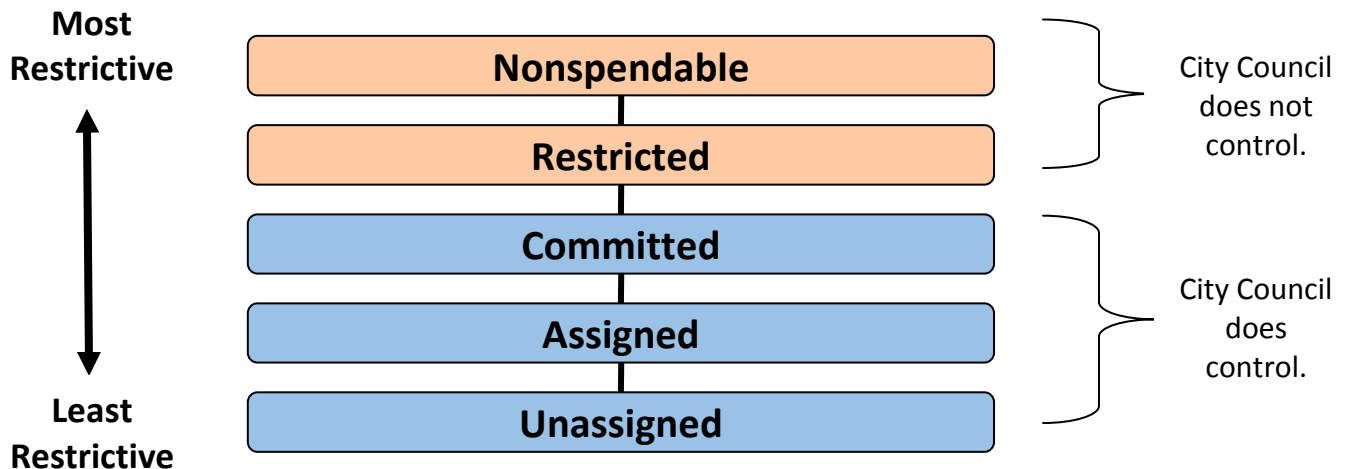 Most
Restrictive
Nonspendable
Restricted
City Council
does not
control.
Committed
Assigned
Unassigned
City Council
does
control.
Least
Restrictive